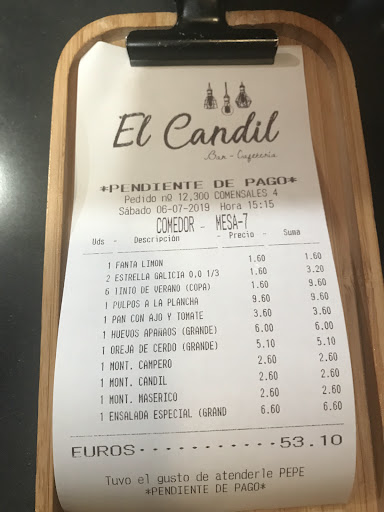 El Candil
Bar - Cafetería
*PENDIENTE DE PAGO*
Pedido nº 12,300 COMENSALES 4
Sábado 06-07-2019 Hora 15:15
COMEDOR - MESA-7
Uds - Descripción - Precio - Suma
1 FANTA LIMON 1.60 1.60
2 ESTRELLA GALICIA 0,0 1/3 1.60 3.20
6 TINTO DE VERANO (COPA) 1.60 9.60
1 PULPOS A LA PLANCHA 9.60 9.60
1 PAN CON AJO Y TOMATE 3.60 3.60
1 HUEVOS APAÑAOS (GRANDE) 6.00 6.00
1 OREJA DE CERDO (GRANDE) 5.10 5.10
1 MONT. CAMPERO 2.60 2.60
1 MONT. CANDIL 2.60 2.60
1 MONT. MASERICO 2.60 2.60
1 ENSALADA ESPECIAL (GRAND 6.60 6.60
EUROS···········53.10
Tuvo el gusto de atenderle PEPE
*PENDIENTE DE PAGO*